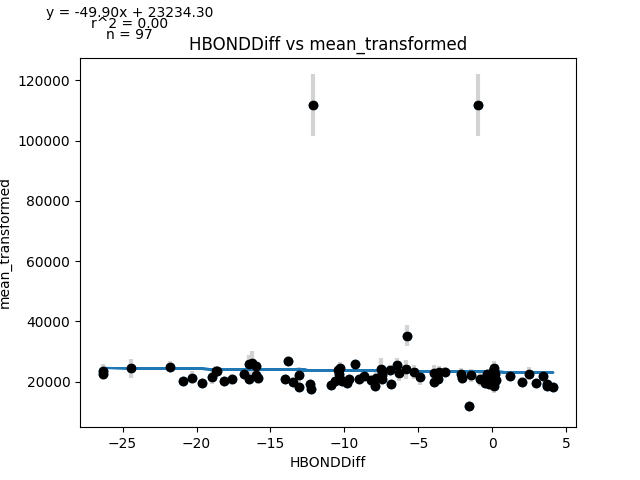 y = -49.90x + 23234.30
r^2 = 0.00
n = 97
HBONDDiff vs mean_transformed
mean_transformed
120000
100000
80000
60000
40000
20000
−25
−20
−15
−10
−5
0
5
HBONDDiff